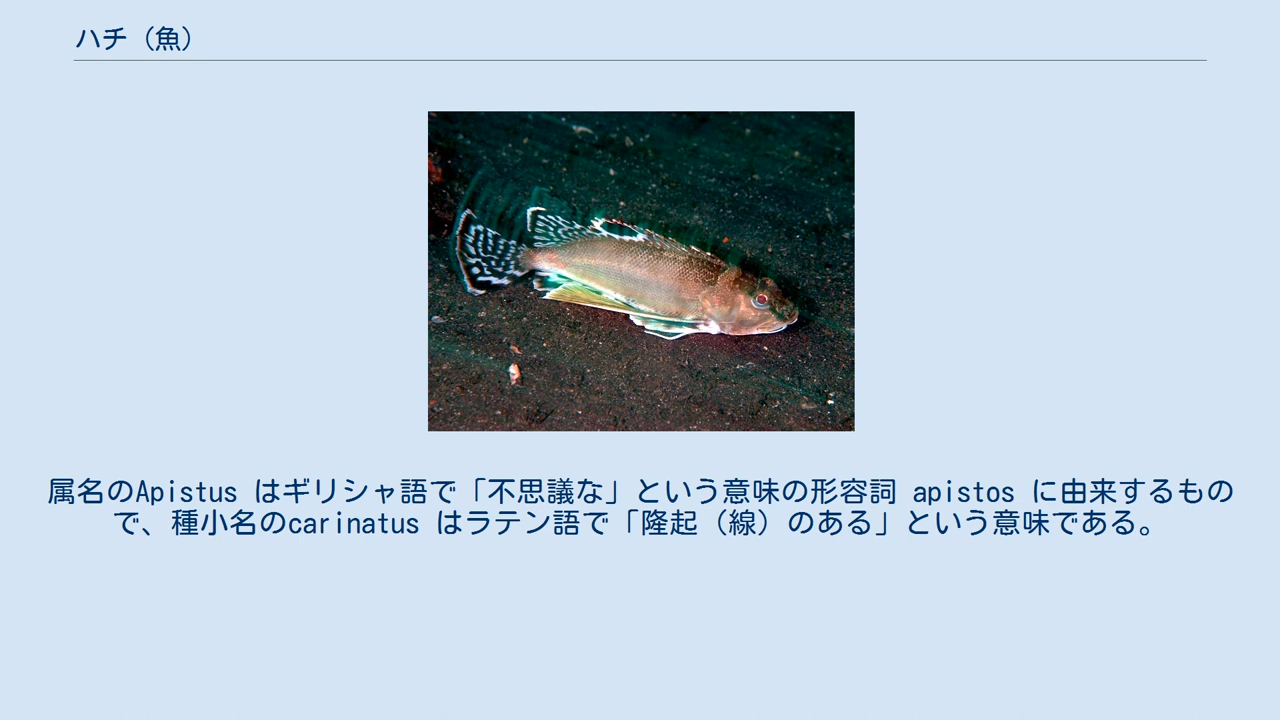 ハチ（魚）
属名のApistus はギリシャ語で「不思議な」という意味の形容詞 apistos に由来するもの
で、種小名のcarinatus はラテン語で「隆起（線）のある」という意味である。